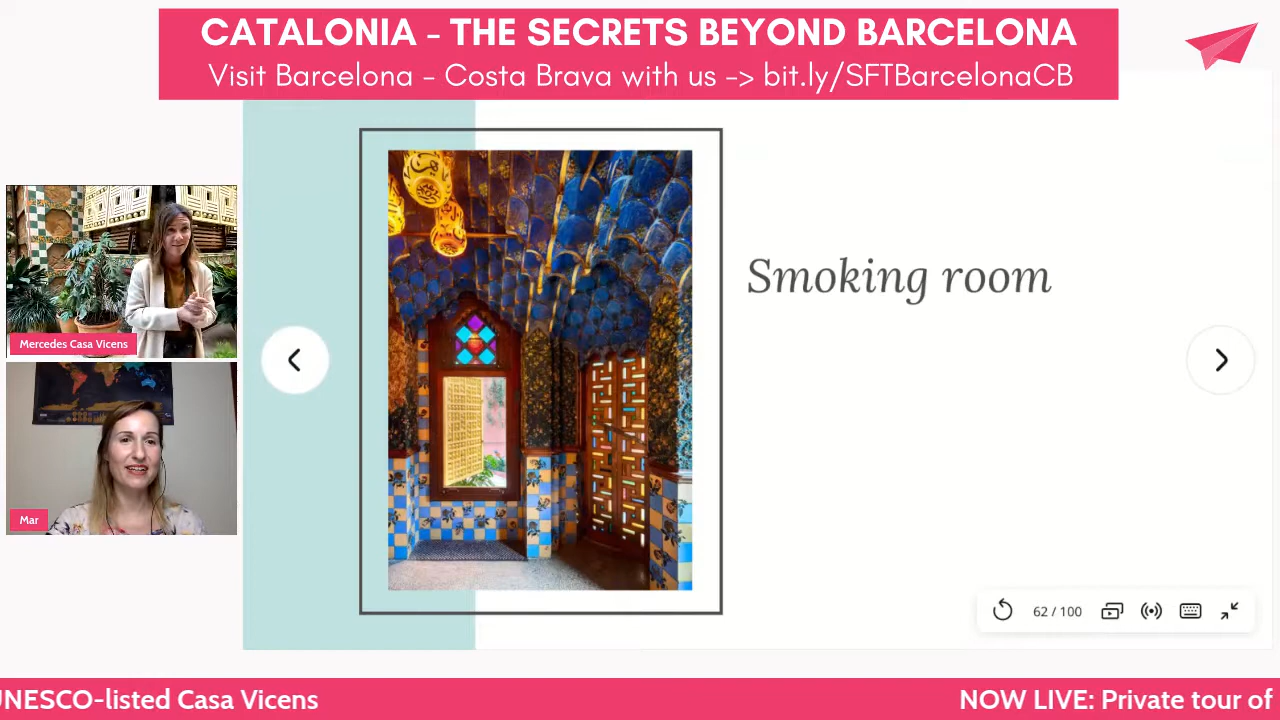 CATALONIA - THE SECRETS BEYOND BARCELONA
Visit Barcelona - Costa Brava with us -> bit.ly/SFTBarcelonaCB
Mercedes Casa Vicens
Mar
Smoking room
62 / 100
UNESCO-listed Casa Vicens
NOW LIVE: Private tour of